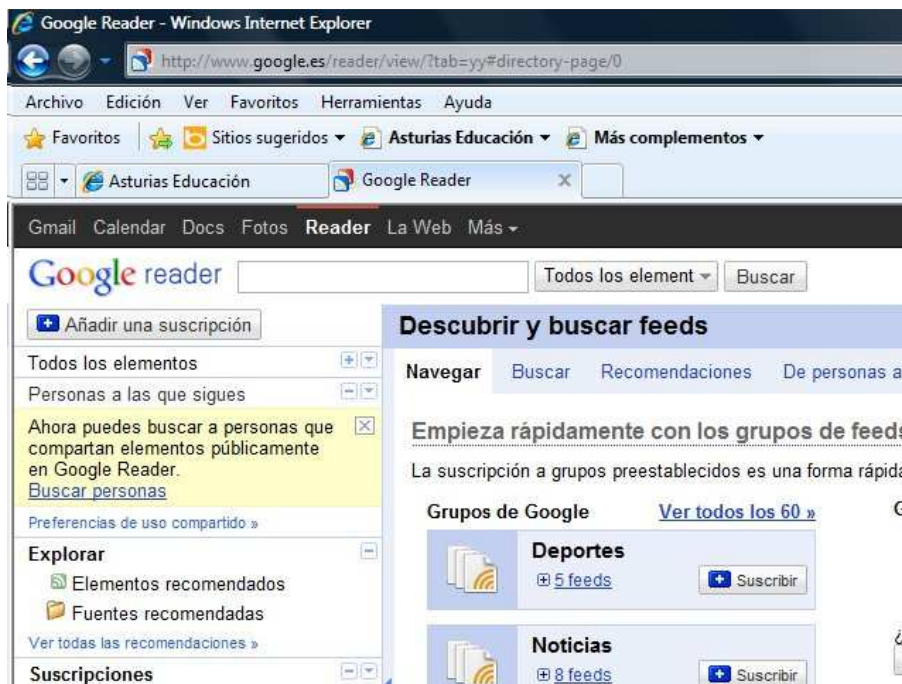 Google Reader - Windows Internet Explorer
http://www.google.es/reader/view/?tab=yy#directory-page/0
Archivo Edición Ver Favoritos Herramientas Ayuda
Favoritos Sitios sugeridos Asturias Educación Más complementos
Asturias Educación Google Reader
Gmail Calendar Docs Fotos Reader La Web Más
Google reader Todos los element Buscar
Añadir una suscripción
Todos los elementos
Personas a las que sigues
Ahora puedes buscar a personas que
compartan elementos públicamente
en Google Reader.
Buscar personas
Preferencias de uso compartido »
Explorar
Elementos recomendados
Fuentes recomendadas
Ver todas las recomendaciones »
Suscripciones
Descubrir y buscar feeds
Navegar Buscar Recomendaciones De personas a
Empieza rápidamente con los grupos de feeds
La suscripción a grupos preestablecidos es una forma rápida
Grupos de Google Ver todos los 60 »
Deportes
5 feeds Suscribir
Noticias
8 feeds Suscribir